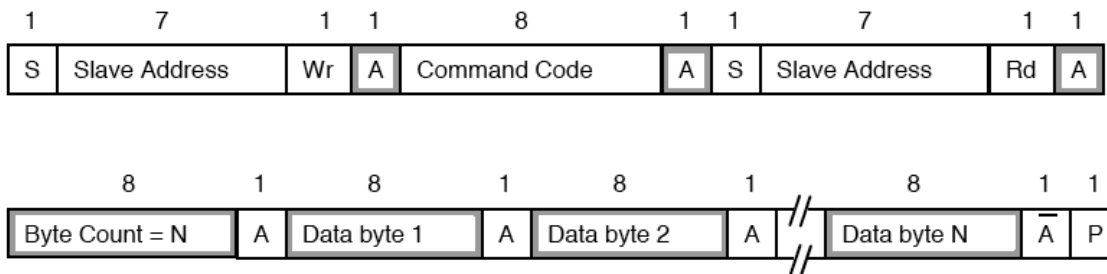 1 7 1 1 8 1 1 7 1 1
S Slave Address Wr A Command Code A S Slave Address Rd A
8 1 8 1 8 1 8 1 1
Byte Count = N A Data byte 1 A Data byte 2 A // Data byte N A̅ P